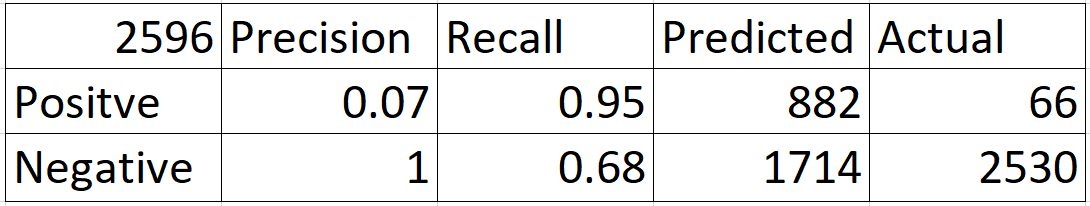 2596 Precision Recall Predicted Actual
Positve 0.07 0.95 882 66
Negative 1 0.68 1714 2530